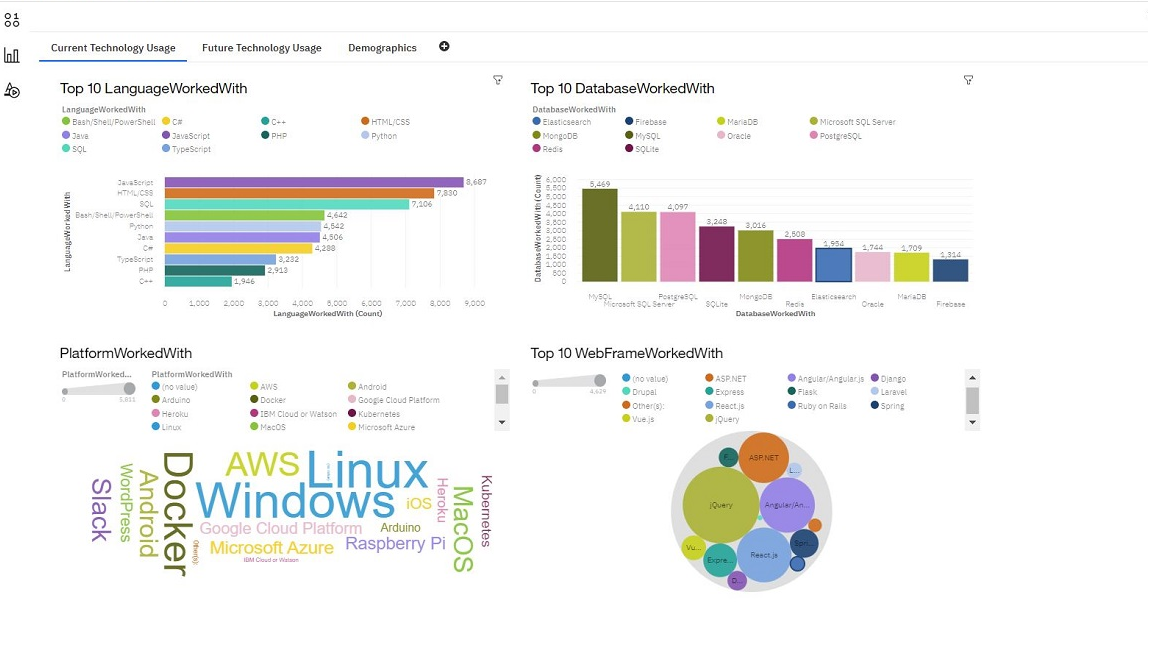 Current Technology Usage Future Technology Usage Demographics
Top 10 LanguageWorkedWith
LanguageWorkedWith
Bash/Shell/PowerShell C# C++ HTML/CSS
Java JavaScript PHP Python
SQL TypeScript
LanguageWorkedWith
JavaScript 8,687
HTML/CSS 7,830
SQL 7,106
Bash/Shell/PowerShell 4,642
Python 4,542
Java 4,506
C# 4,288
TypeScript 3,232
PHP 2,913
C++ 1,946
0 1,000 2,000 3,000 4,000 5,000 6,000 7,000 8,000 9,000
LanguageWorkedWith (Count)
Top 10 DatabaseWorkedWith
DatabaseWorkedWith
Elasticsearch Firebase MariaDB Microsoft SQL Server
MongoDB MySQL Oracle PostgreSQL
Redis SQLite
DatabaseWorkedWith (Count)
6,000
5,500
5,000
4,500
4,000
3,500
3,000
2,500
2,000
1,500
1,000
500
0
5,469 4,110 4,097 3,248 3,016 2,508 1,954 1,744 1,709 1,314
MySQL PostgreSQL MongoDB Elasticsearch MariaDB
Microsoft SQL Server SQLite Redis Oracle Firebase
DatabaseWorkedWith
PlatformWorkedWith
PlatformWorked...
0 5,811
PlatformWorkedWith
(no value) AWS Android
Arduino Docker Google Cloud Platform
Heroku IBM Cloud or Watson Kubernetes
Linux MacOS Microsoft Azure
Slack
WordPress
Android
Docker
Other(s):
AWS
Linux
Windows
iOS
Google Cloud Platform
Arduino
Microsoft Azure
Raspberry Pi
IBM Cloud or Watson
Heroku
MacOS
Kubernetes
Top 10 WebFrameWorkedWith
0 4,629
(no value) ASP.NET Angular/Angular.js Django
Drupal Express Flask Laravel
Other(s): React.js Ruby on Rails Spring
Vue.js jQuery
F...
ASP.NET
L...
jQuery
Angular/An...
Vu...
Expre...
React.js
Spri...
D...